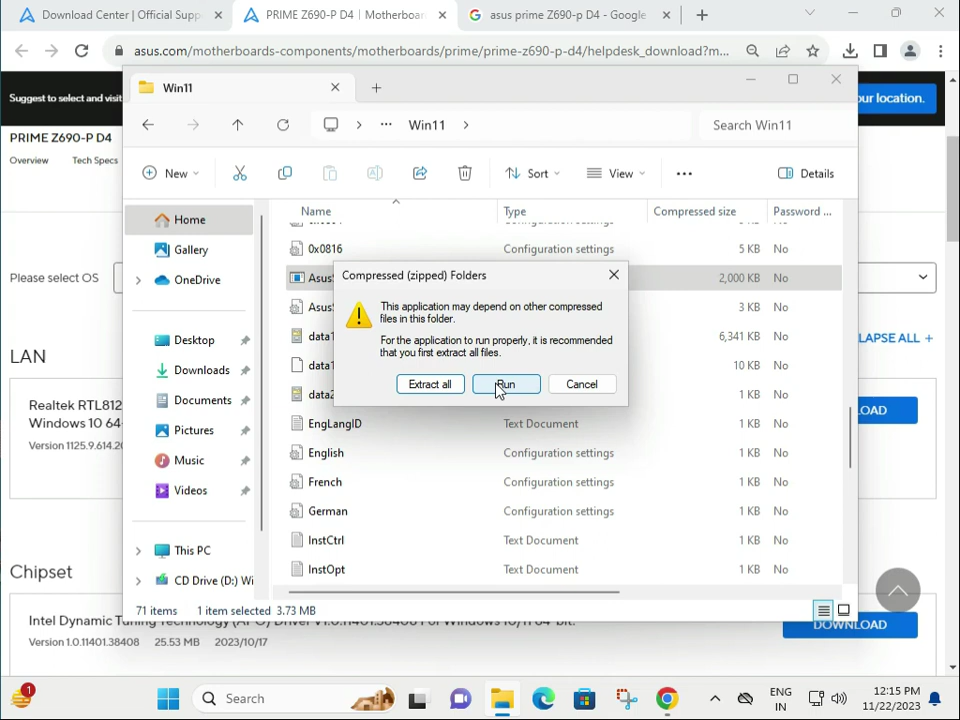 Download Center | Official Supp
PRIME Z690-P D4 | Motherboar
asus prime Z690-p D4 - Google
asus.com/motherboards-components/motherboards/prime/prime-z690-p-d4/helpdesk_download?m...
Suggest to select and visit
our location.
PRIME Z690-P D4
Overview
Tech Specs
Please select OS
LAPSE ALL +
LAN
Realtek RTL812
Windows 10 64-
Version 1125.9.614.20
OAD
Chipset
Intel Dynamic Tuning Technology
For Windows 10/11 64-bit.
Version 1.0.11401.38408 25.53 MB 2023/10/17
DOWNLOAD
Win11
Win11
Search Win11
New
Sort
View
Details
Name
Type
Compressed size
Password ...
Home
Gallery
OneDrive
Desktop
Downloads
Documents
Pictures
Music
Videos
This PC
CD Drive (D:) Wi
0x0816 Configuration settings 5 KB No
Asus 2,000 KB No
Asus 3 KB No
data1 6,341 KB No
data1 10 KB No
data2 1 KB No
EngLangID Text Document 1 KB No
English Configuration settings 1 KB No
French Configuration settings 1 KB No
German Configuration settings 1 KB No
InstCtrl Text Document 1 KB No
InstOpt Text Document 1 KB No
71 items 1 item selected 3.73 MB
Compressed (zipped) Folders
This application may depend on other compressed
files in this folder.
For the application to run properly, it is recommended
that you first extract all files.
Extract all
Run
Cancel
1
Search
ENG
IN
12:15 PM
11/22/2023